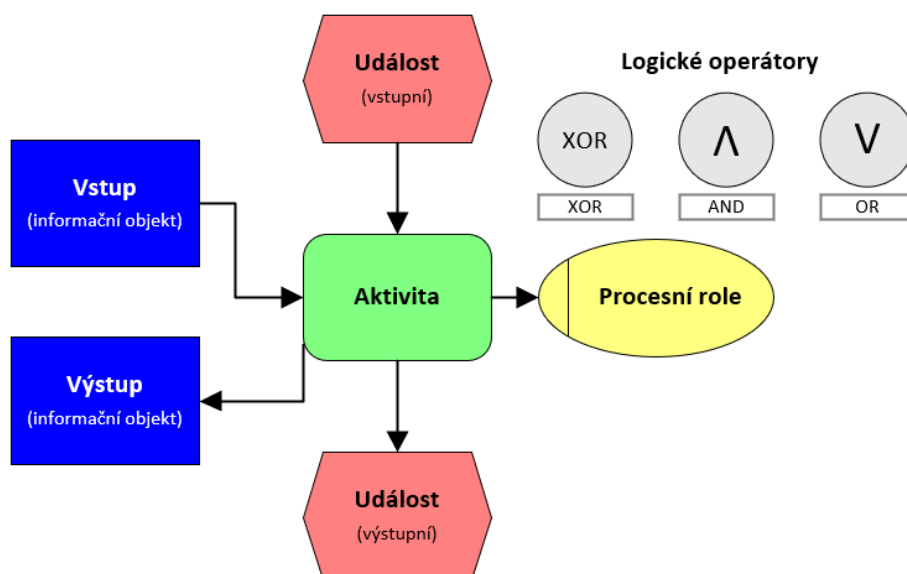 Událost
(vstupní)
Logické operátory
XOR
Λ
V
XOR
AND
OR
Vstup
(informační objekt)
Aktivita
Procesní role
Výstup
(informační objekt)
Událost
(výstupní)